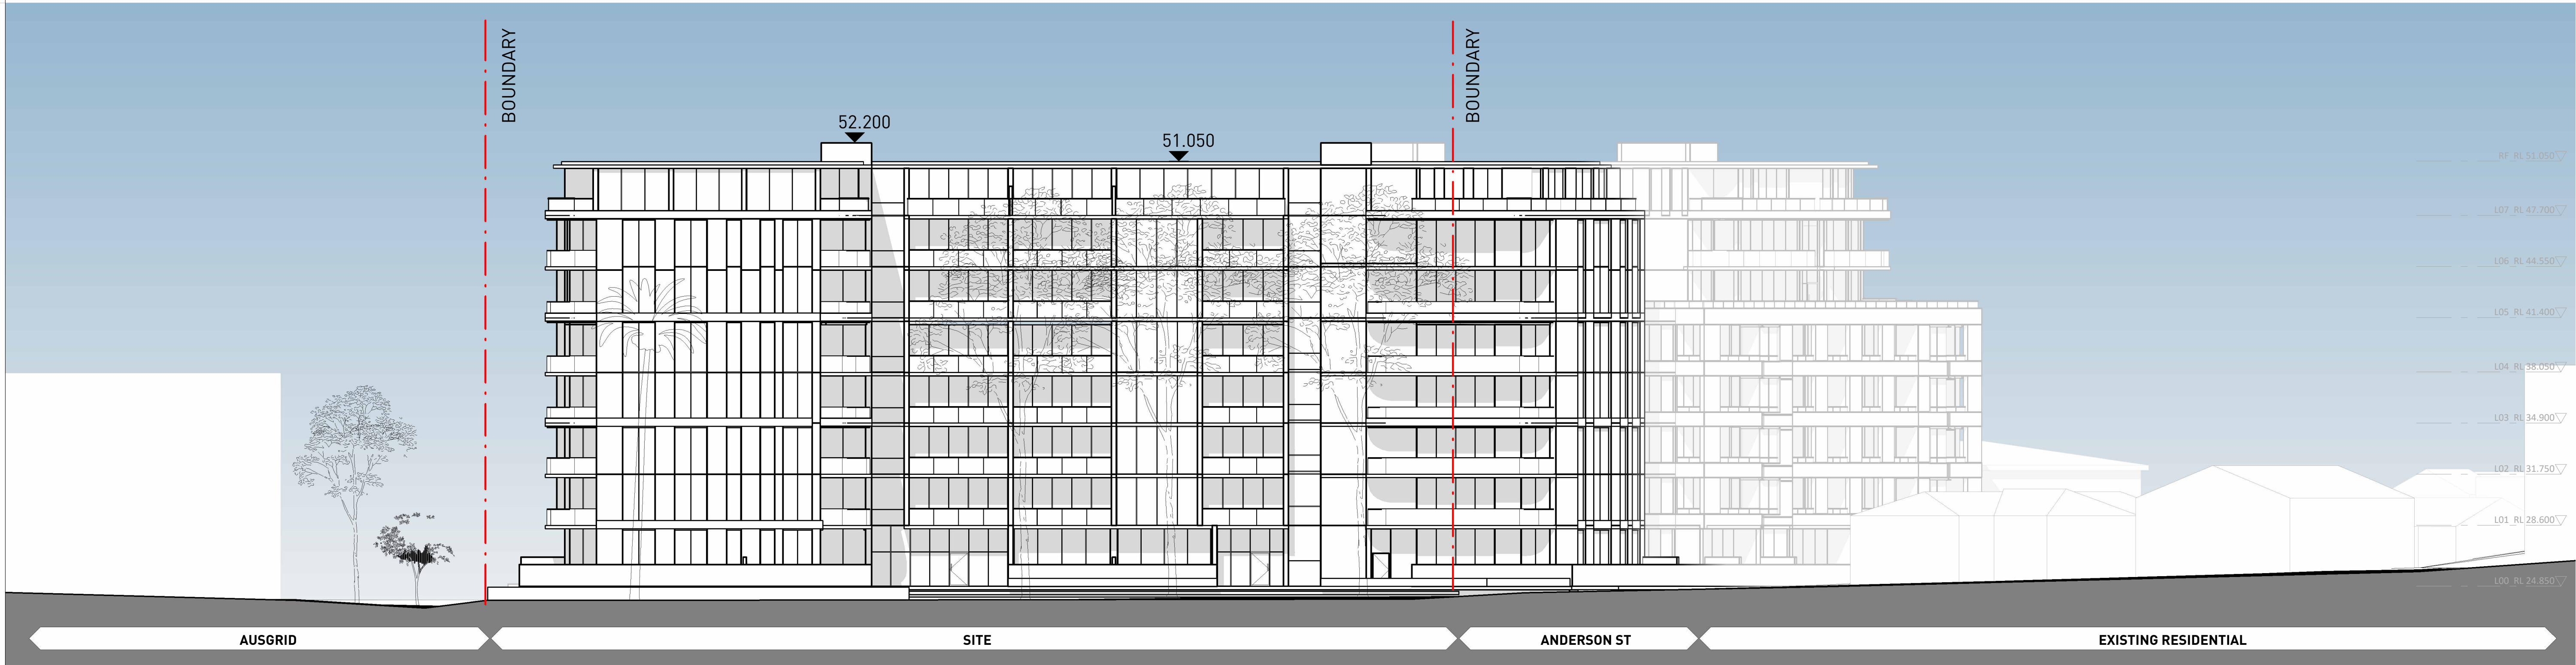 BOUNDARY
BOUNDARY
52.200
51.050
RF RL 51.050
L07 RL 47.700
L06 RL 44.550
L05 RL 41.400
L04 RL 38.050
L03 RL 34.900
L02 RL 31.750
L01 RL 28.600
L00 RL 24.850
AUSGRID
SITE
ANDERSON ST
EXISTING RESIDENTIAL